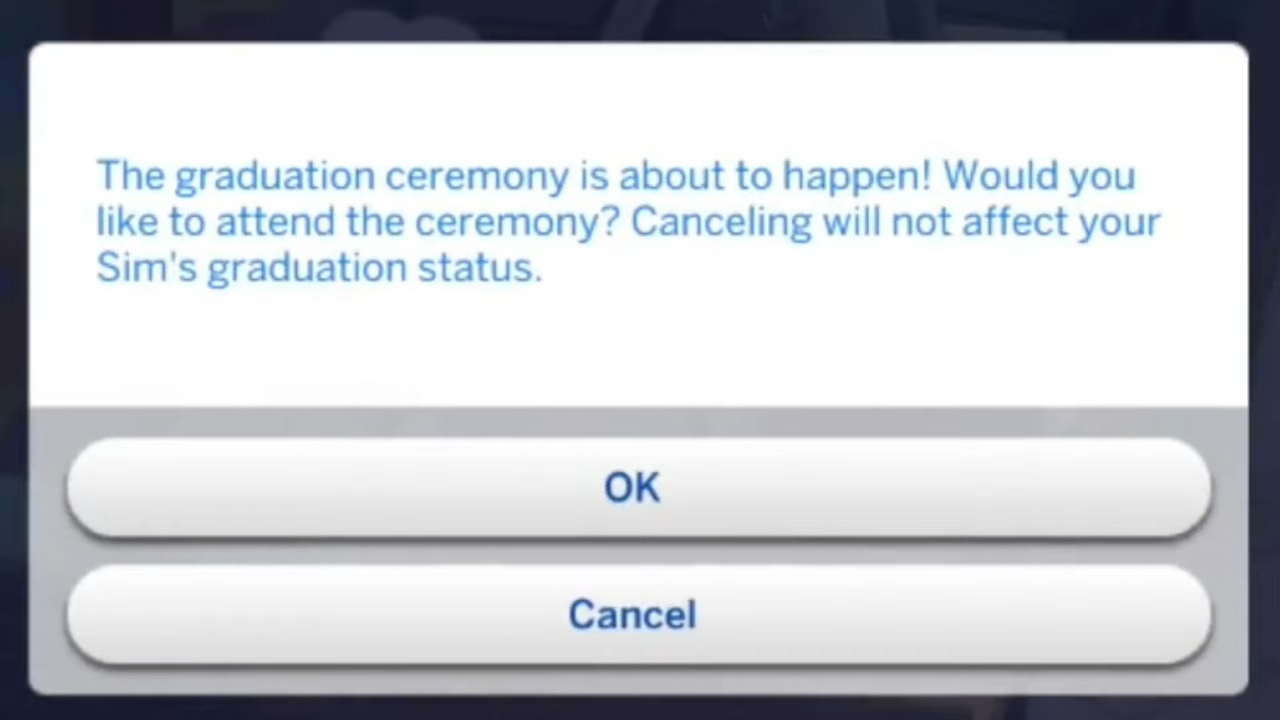 The graduation ceremony is about to happen! Would you
like to attend the ceremony? Canceling will not affect your
Sim's graduation status.
OK
Cancel